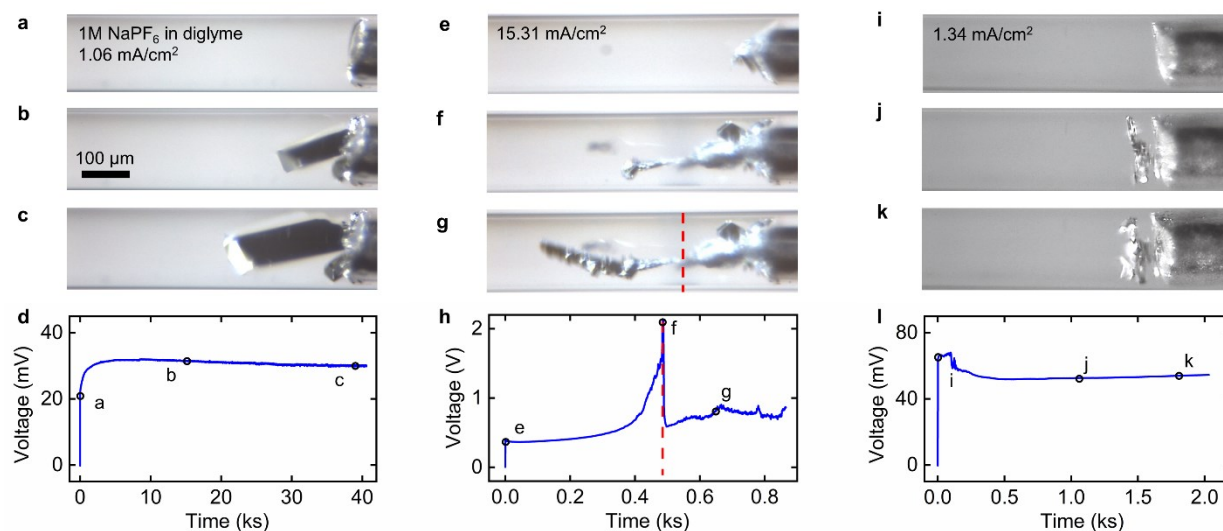 a
1M NaPF6 in diglyme
1.06 mA/cm2
b
100 μm
c
d
Voltage (mV)
40
20
0
a
b
c
0 10 20 30 40
Time (ks)
e
15.31 mA/cm2
f
g
h
Voltage (V)
2
1
0
e
f
g
0.0 0.2 0.4 0.6 0.8
Time (ks)
i
1.34 mA/cm2
j
k
l
Voltage (mV)
80
40
0
i
j
k
0.0 0.5 1.0 1.5 2.0
Time (ks)